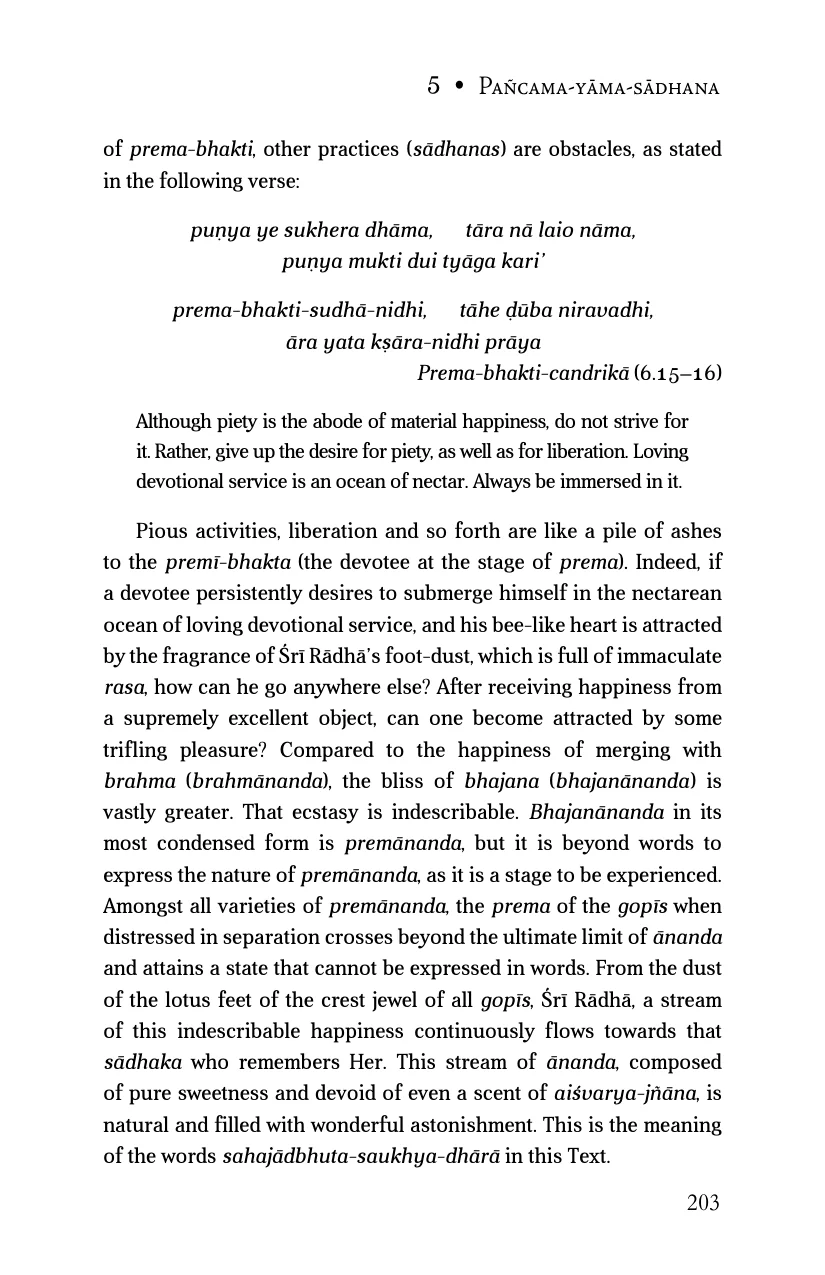 5 • Pañcama-yāma-sādhana
of prema-bhakti, other practices (sādhanas) are obstacles, as stated
in the following verse:
puṇya ye sukhera dhāma, tāra nā laio nāma,
puṇya mukti dui tyāga kari’
prema-bhakti-sudhā-nidhi, tāhe ḍūba niravadhi,
āra yata kṣāra-nidhi prāya
Prema-bhakti-candrikā (6.15–16)
Although piety is the abode of material happiness, do not strive for
it. Rather, give up the desire for piety, as well as for liberation. Loving
devotional service is an ocean of nectar. Always be immersed in it.
Pious activities, liberation and so forth are like a pile of ashes
to the premī-bhakta (the devotee at the stage of prema). Indeed, if
a devotee persistently desires to submerge himself in the nectarean
ocean of loving devotional service, and his bee-like heart is attracted
by the fragrance of Śrī Rādhā’s foot-dust, which is full of immaculate
rasa, how can he go anywhere else? After receiving happiness from
a supremely excellent object, can one become attracted by some
trifling pleasure? Compared to the happiness of merging with
brahma (brahmānanda), the bliss of bhajana (bhajanānanda) is
vastly greater. That ecstasy is indescribable. Bhajanānanda in its
most condensed form is premānanda, but it is beyond words to
express the nature of premānanda, as it is a stage to be experienced.
Amongst all varieties of premānanda, the prema of the gopīs when
distressed in separation crosses beyond the ultimate limit of ānanda
and attains a state that cannot be expressed in words. From the dust
of the lotus feet of the crest jewel of all gopīs, Śrī Rādhā, a stream
of this indescribable happiness continuously flows towards that
sādhaka who remembers Her. This stream of ānanda, composed
of pure sweetness and devoid of even a scent of aiśvarya-jñāna, is
natural and filled with wonderful astonishment. This is the meaning
of the words sahajādbhuta-saukhya-dhārā in this Text.
203